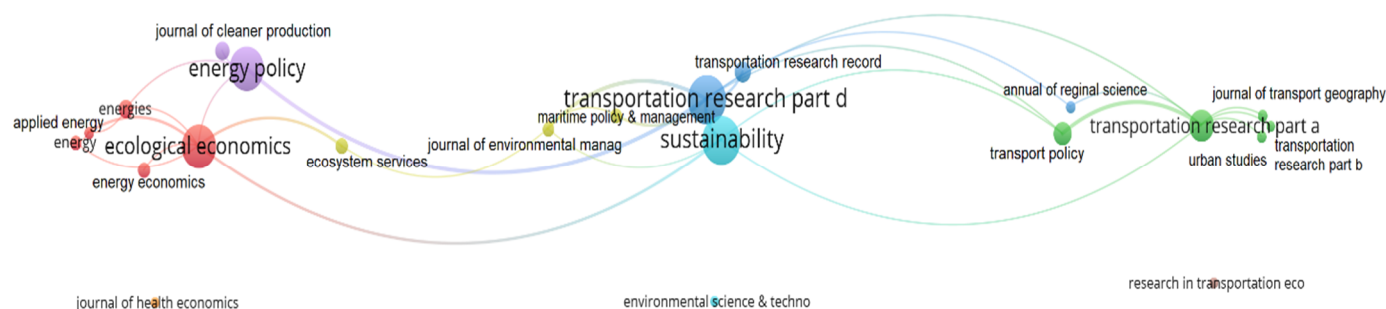 journal of cleaner production
energy policy
energies
applied energy
energy
ecological economics
energy economics
ecosystem services
transportation research record
transportation research part d
maritime policy & management
sustainability
journal of environmental manag
annual of reginal science
journal of transport geography
transportation research part a
transport policy
urban studies
transportation
research part b
journal of health economics
environmental science & techno
research in transportation eco